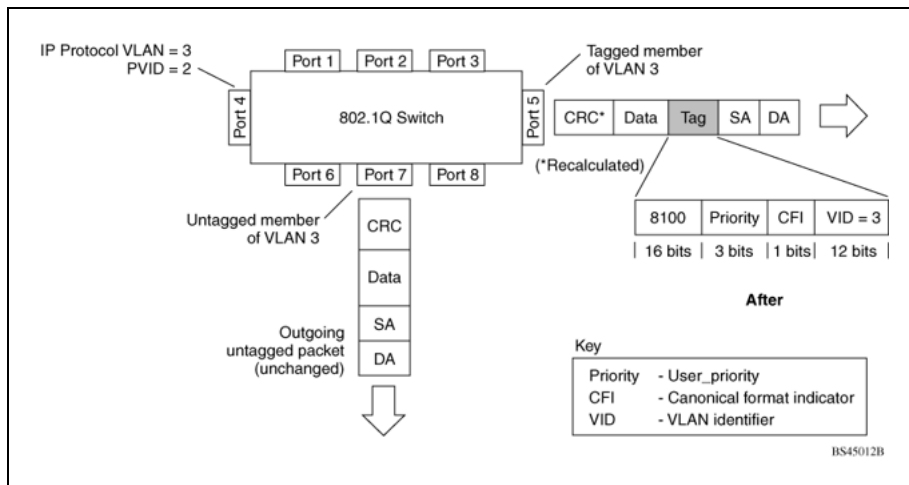 IP Protocol VLAN = 3
PVID = 2
Port 1
Port 2
Port 3
Tagged member
of VLAN 3
Port 4
802.1Q Switch
Port 5
CRC*
Data
Tag
SA
DA
(*Recalculated)
Port 6
Port 7
Port 8
Untagged member
of VLAN 3
8100
Priority
CFI
VID = 3
16 bits
3 bits
1 bits
12 bits
CRC
Data
SA
DA
Outgoing
untagged packet
(unchanged)
After
Key
Priority - User_priority
CFI - Canonical format indicator
VID - VLAN identifier
BS45012B